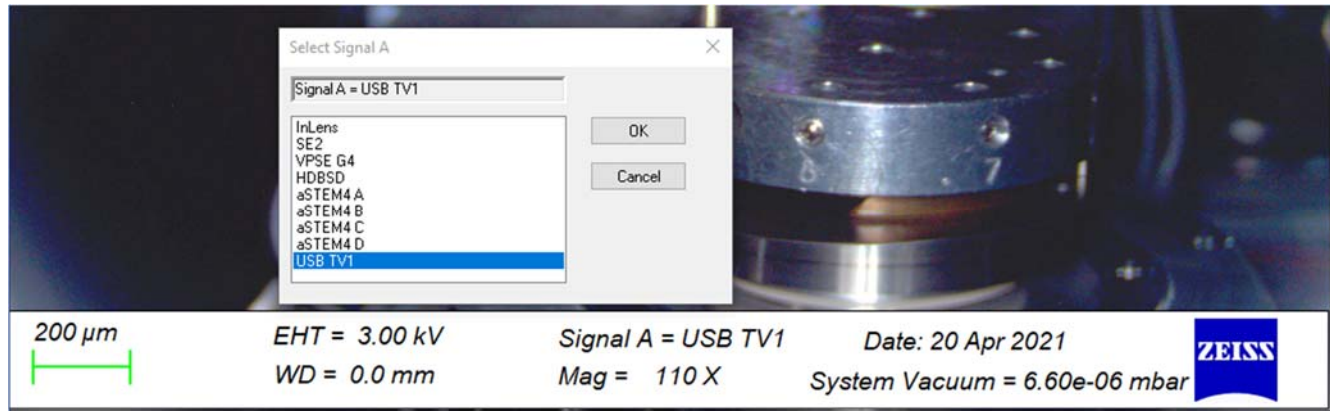 Select Signal A
Signal A = USB TV1
InLens
SE2
VPSE G4
HDBSD
aSTEM4 A
aSTEM4 B
aSTEM4 C
aSTEM4 D
USB TV1
OK
Cancel
8 7
200 µm
EHT = 3.00 kV
Signal A = USB TV1
Date: 20 Apr 2021
WD = 0.0 mm
Mag = 110 X
System Vacuum = 6.60e-06 mbar
ZEISS